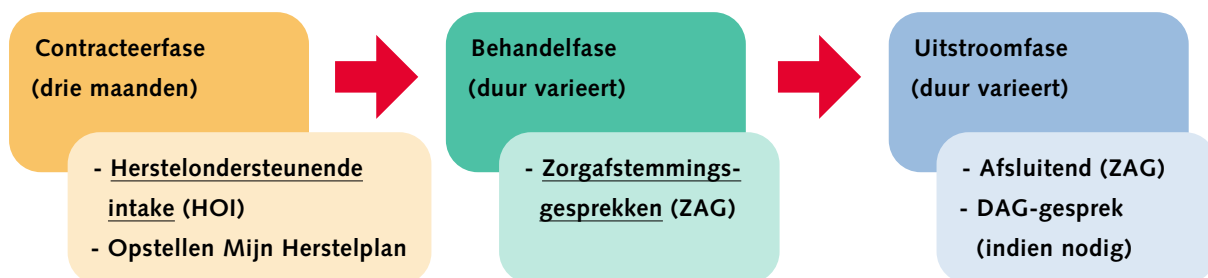 Contracteerfase
(drie maanden)
- Herstelondersteunende
intake (HOI)
- Opstellen Mijn Herstelplan
Behandelfase
(duur varieert)
- Zorgafstemmings-
gesprekken (ZAG)
Uitstroomfase
(duur varieert)
- Afsluitend (ZAG)
- DAG-gesprek
(indien nodig)